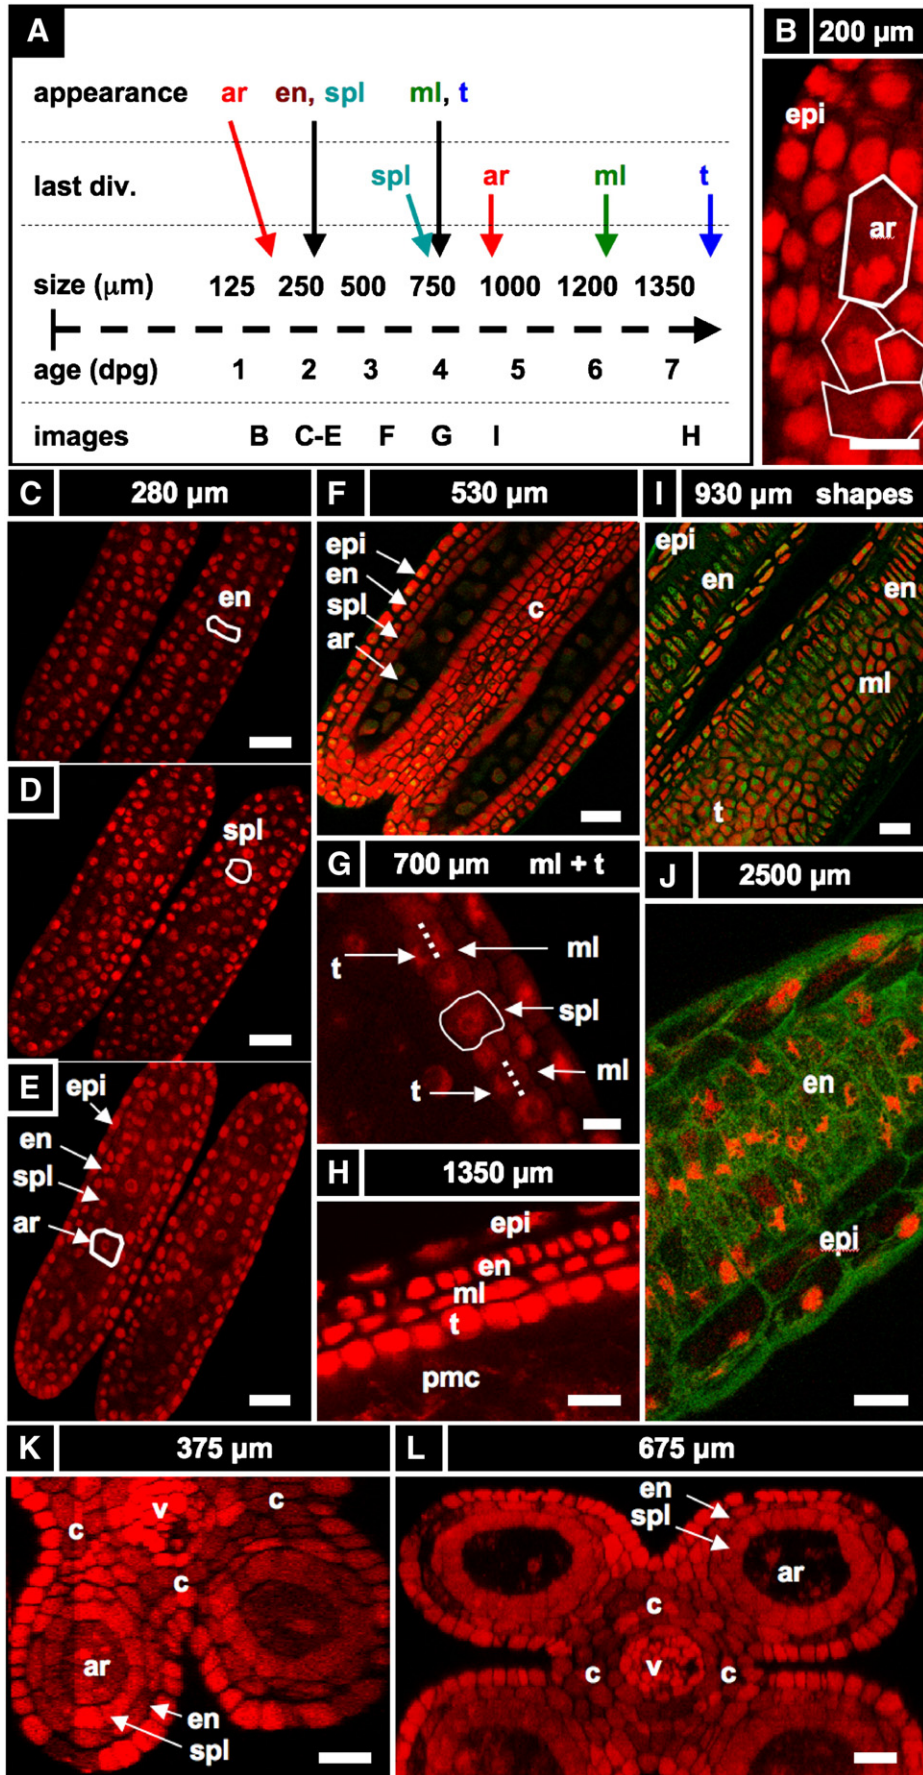 A
appearance ar en, spl ml, t
last div. spl ar ml t
size (µm) 125 250 500 750 1000 1200 1350
age (dpg) 1 2 3 4 5 6 7
images B C-E F G I H
B 200 µm
epi
ar
C 280 µm
en
D
spl
E
epi
en
spl
ar
F 530 µm
epi
en
spl
ar
c
G 700 µm ml + t
ml
t
spl
ml
t
H 1350 µm
epi
en
ml
t
pmc
I 930 µm shapes
epi
en
en
ml
t
J 2500 µm
en
epi
K 375 µm
v
c
c
c
ar
en
spl
L 675 µm
en
spl
ar
c
c v c